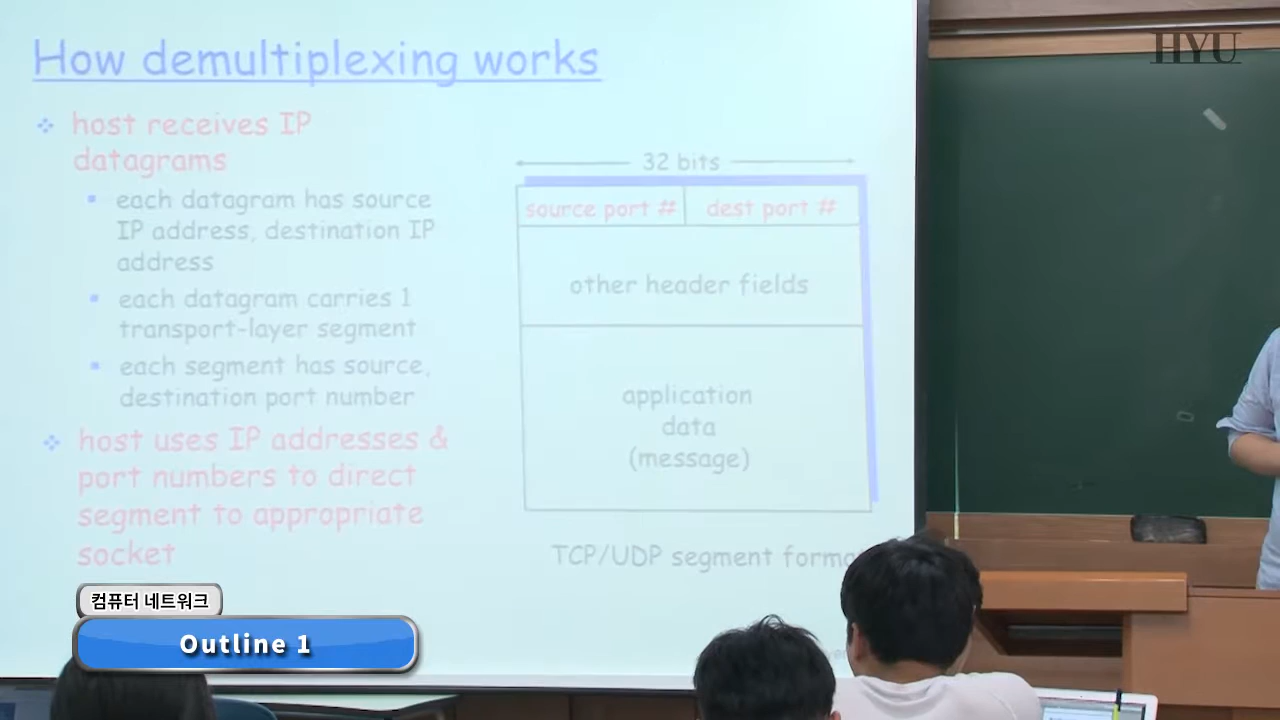 How demultiplexing works
host receives IP
datagrams
each datagram has source
IP address, destination IP
address
each datagram carries 1
transport-layer segment
each segment has source,
destination port number
host uses IP addresses &
port numbers to direct
segment to appropriate
socket
32 bits
source port # dest port #
other header fields
application
data
(message)
TCP/UDP segment forma
HYU
컴퓨터 네트워크
Outline 1